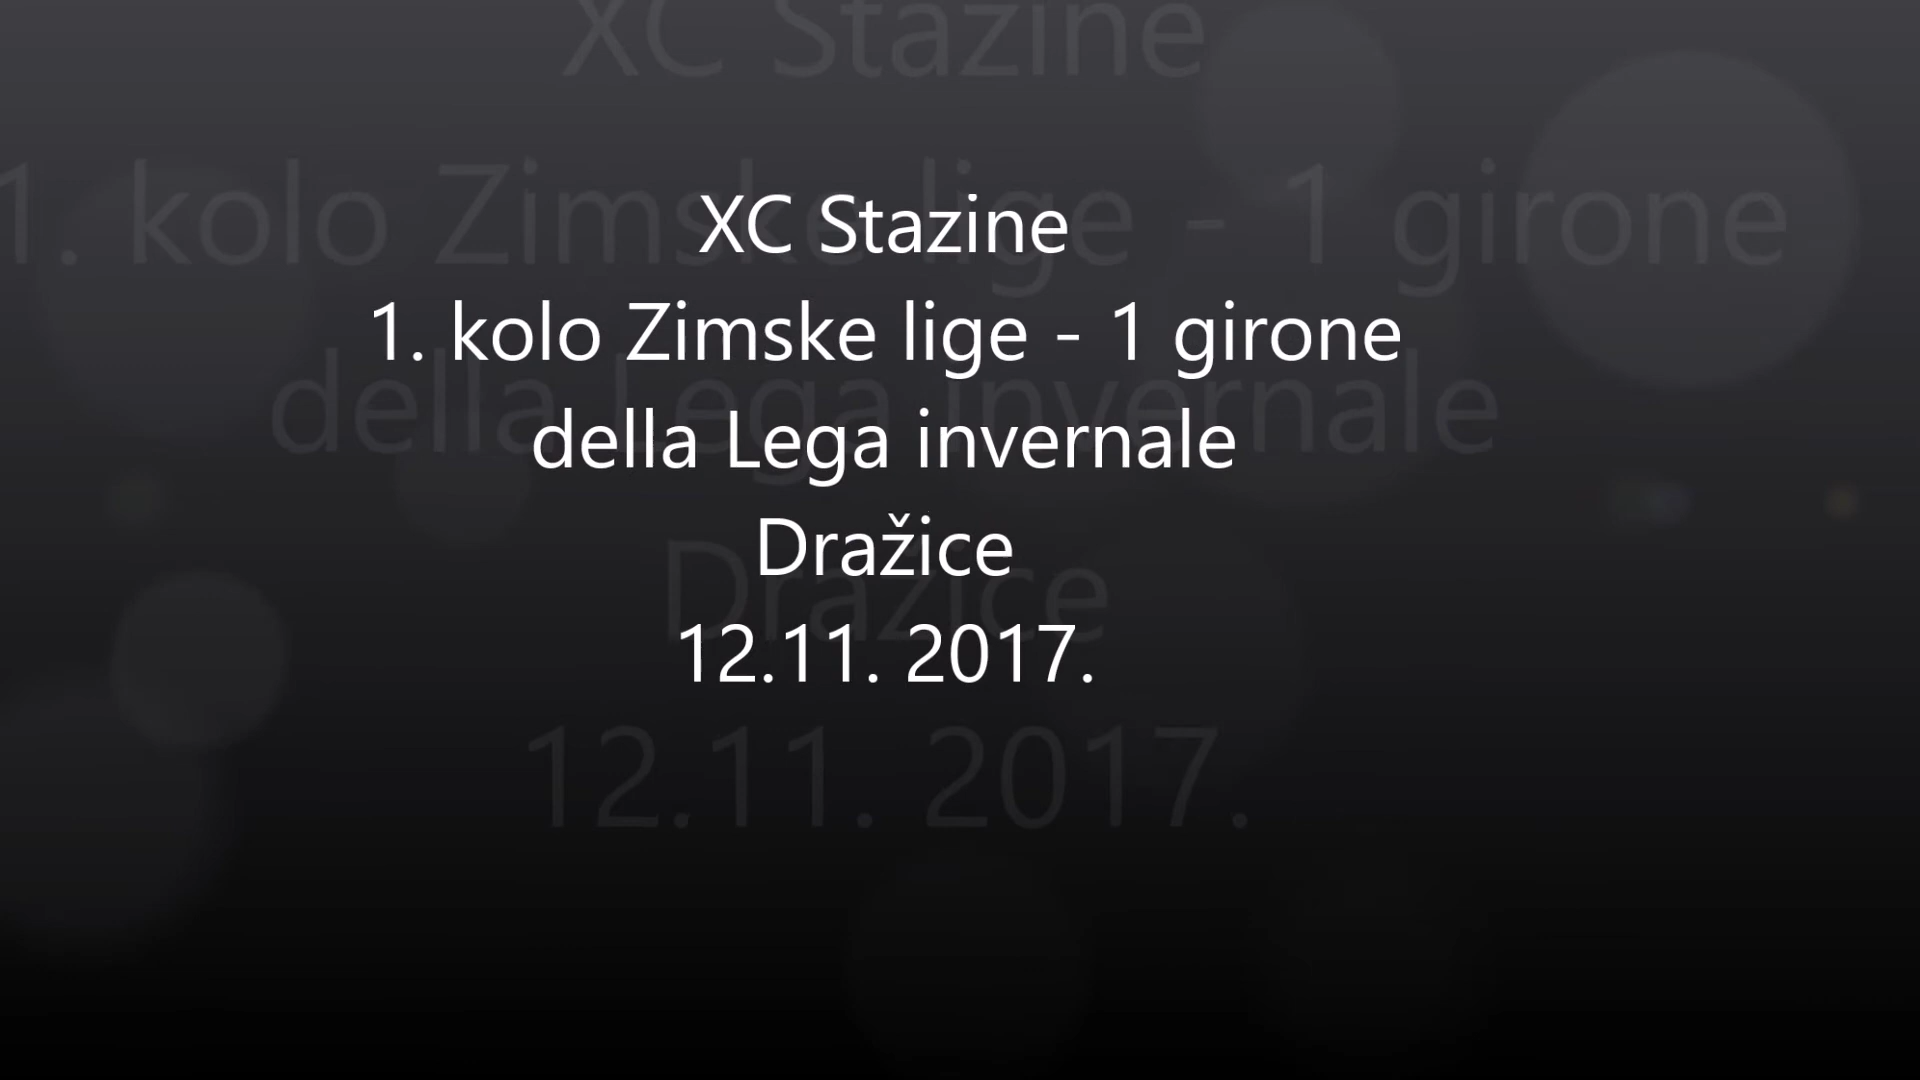 XC Stazine
1. kolo Zimske lige - 1 girone
della Lega invernale
Dražice
12.11. 2017.